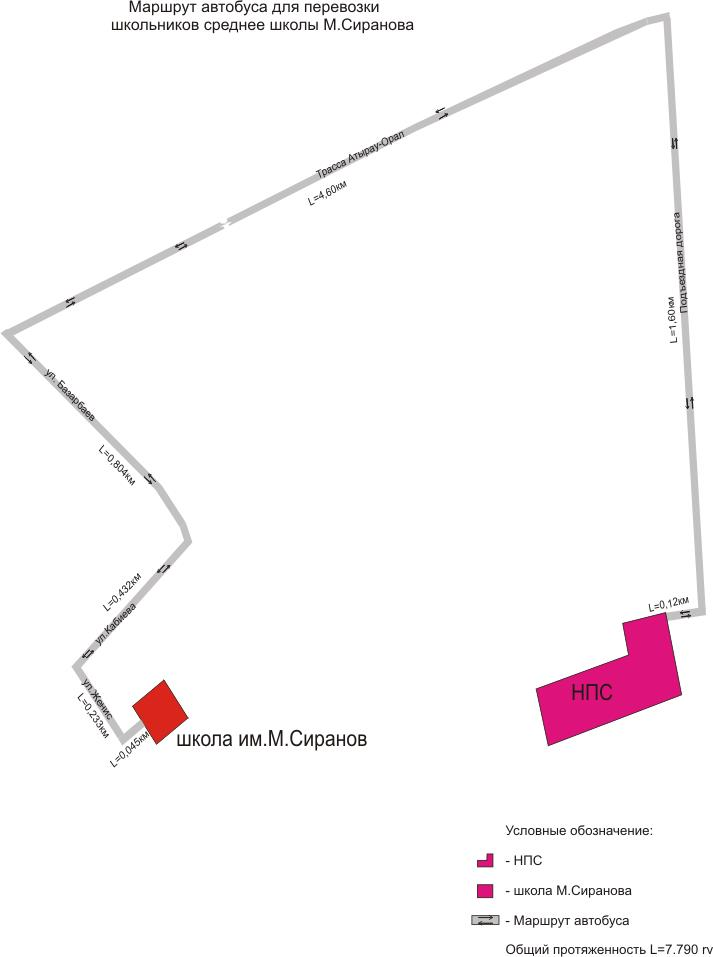 Маршрут автобуса для перевозки
школьников среднее школы М.Сиранова
Трасса Атырау-Орал
L=4,60км
Подъездная дорога
L=1,60км
ул. Базарбаев
L=0,804км
L=0,432км
ул.Кабиева
L=0,12км
ул.Женис
L=0,233км
L=0,045км
НПС
школа им.М.Сиранов
Условные обозначение:
- НПС
- школа М.Сиранова
- Маршрут автобуса
Общий протяженность L=7.790 rv